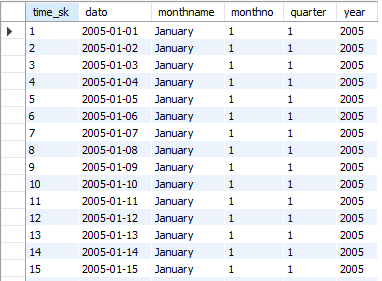 time_sk dato monthname monthno quarter year
1 2005-01-01 January 1 1 2005
2 2005-01-02 January 1 1 2005
3 2005-01-03 January 1 1 2005
4 2005-01-04 January 1 1 2005
5 2005-01-05 January 1 1 2005
6 2005-01-06 January 1 1 2005
7 2005-01-07 January 1 1 2005
8 2005-01-08 January 1 1 2005
9 2005-01-09 January 1 1 2005
10 2005-01-10 January 1 1 2005
11 2005-01-11 January 1 1 2005
12 2005-01-12 January 1 1 2005
13 2005-01-13 January 1 1 2005
14 2005-01-14 January 1 1 2005
15 2005-01-15 January 1 1 2005